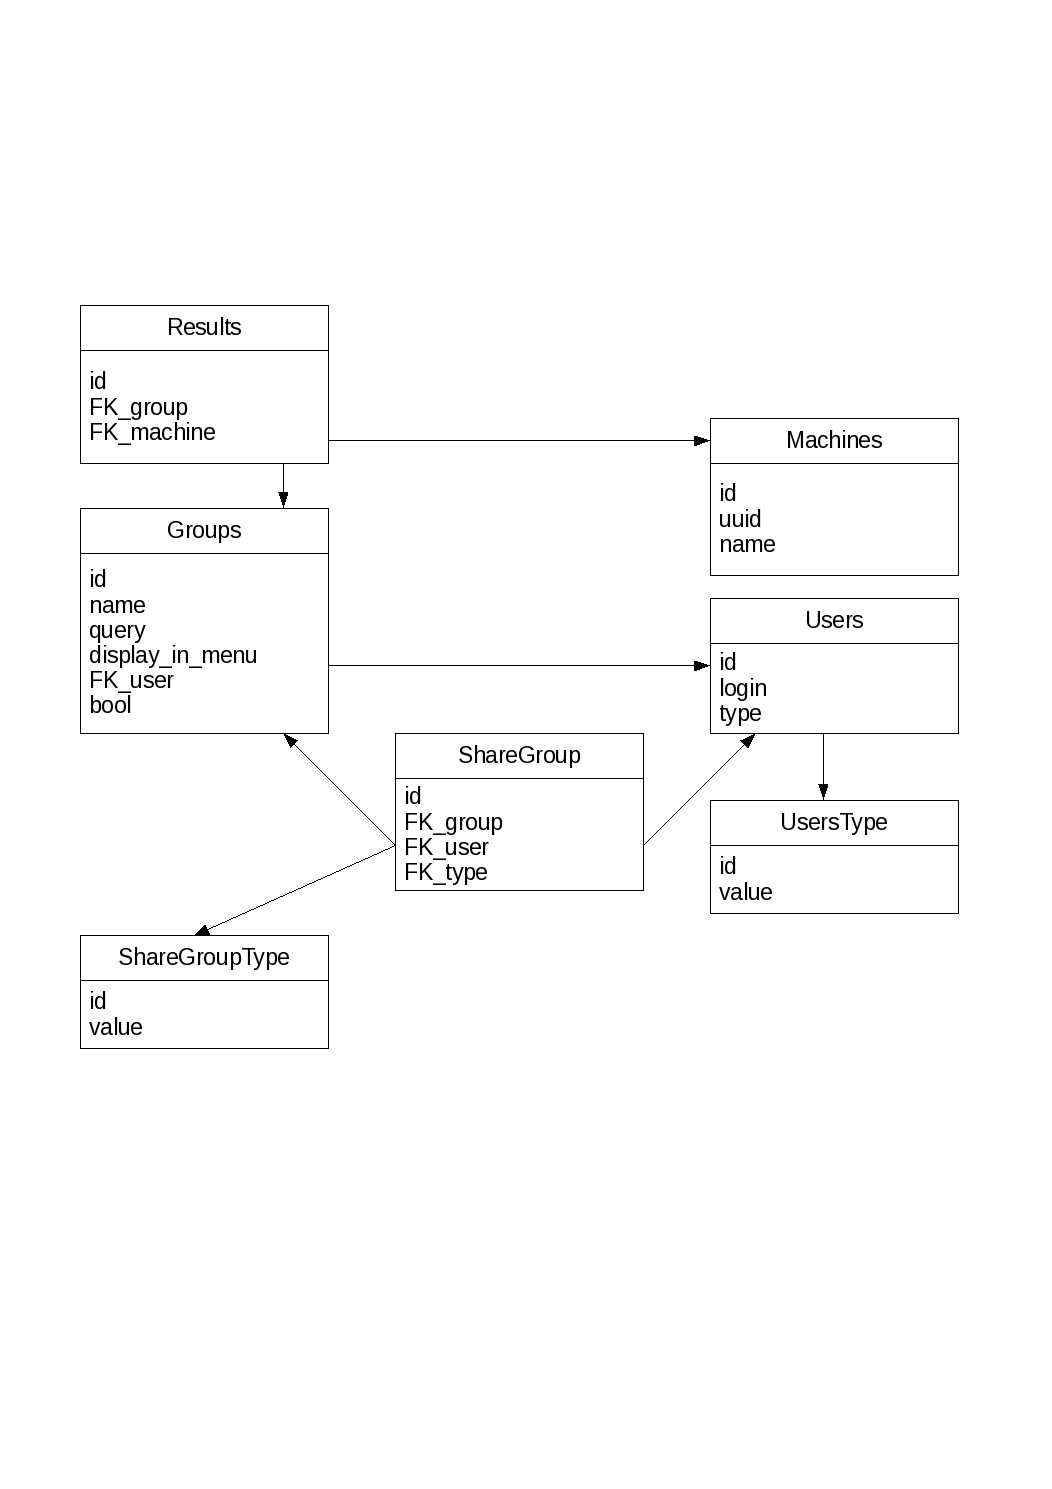 Results
id
FK_group
FK_machine
Machines
id
uuid
name
Groups
id
name
query
display_in_menu
FK_user
bool
Users
id
login
type
ShareGroup
id
FK_group
FK_user
FK_type
UsersType
id
value
ShareGroupType
id
value